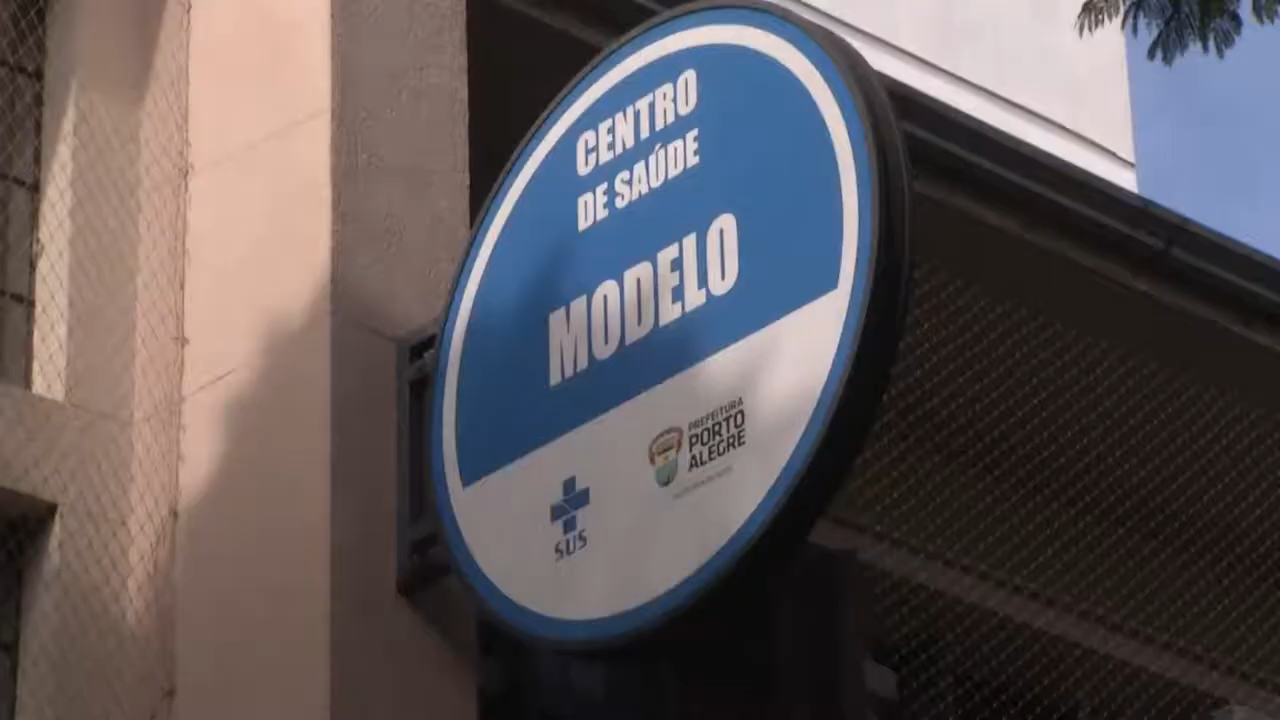 CENTRO
DE SAÚDE
MODELO
PREFEITURA
PORTO
ALEGRE
SUS